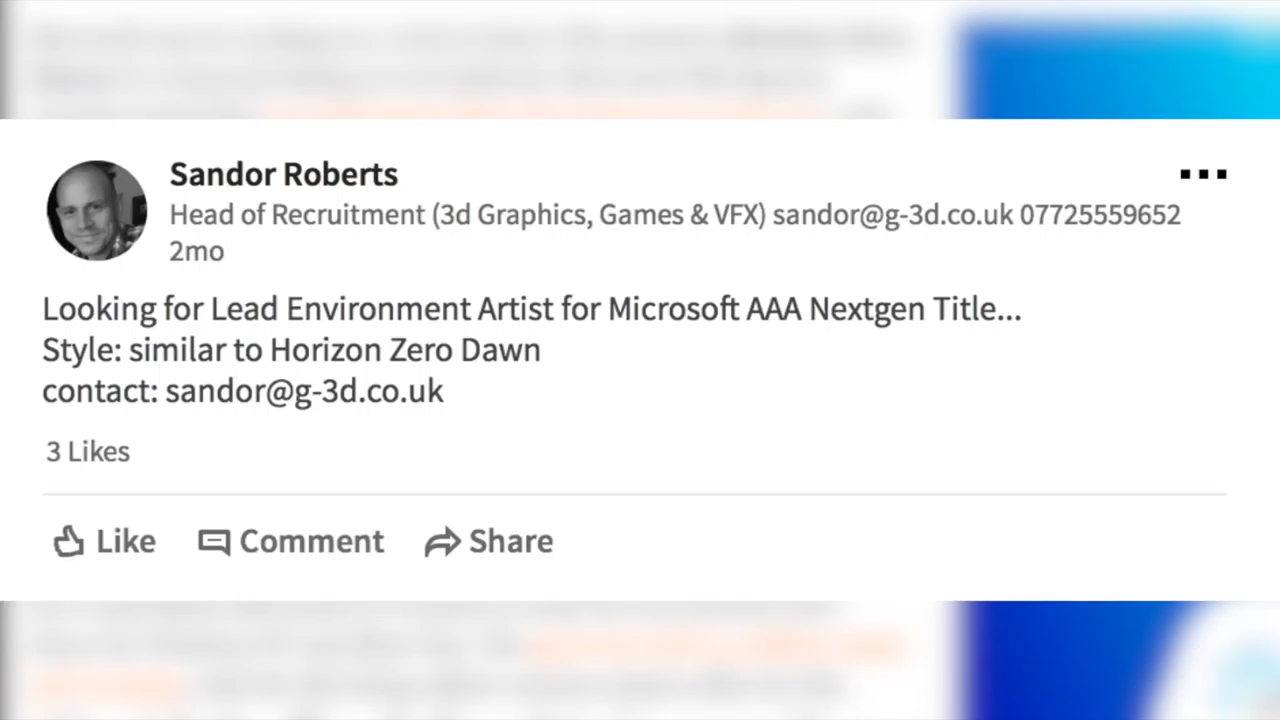 Sandor Roberts
Head of Recruitment (3d Graphics, Games & VFX) sandor@g-3d.co.uk 07725559652
2mo
Looking for Lead Environment Artist for Microsoft AAA Nextgen Title...
Style: similar to Horizon Zero Dawn
contact: sandor@g-3d.co.uk
3 Likes
Like Comment Share